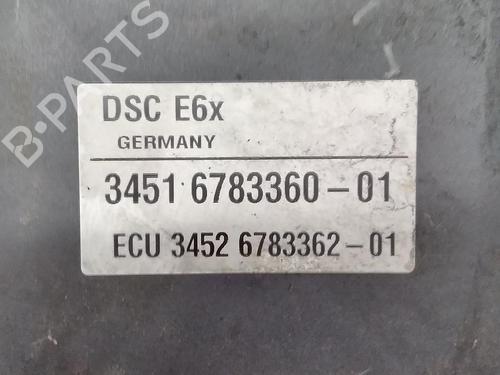 B-PARTS
DSC E6x
GERMANY
3451 6783360-01
ECU 3452 6783362-01